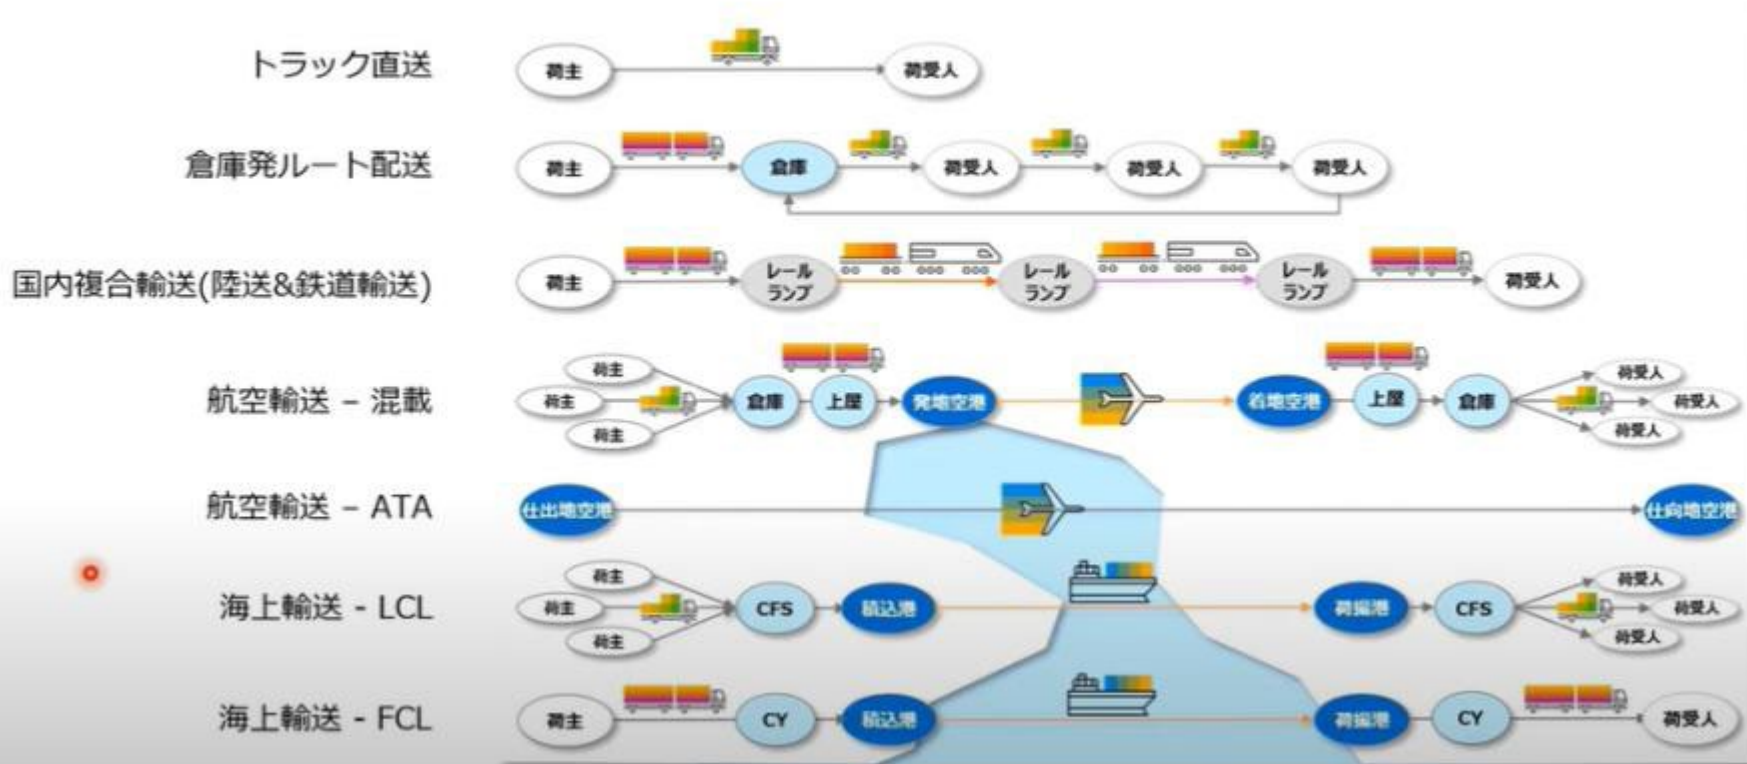 トラック直送
荷主
荷受人
倉庫発ルート配送
荷主
倉庫
荷受人
荷受人
荷受人
国内複合輸送(陸送&鉄道輸送)
荷主
レール
ランプ
レール
ランプ
レール
ランプ
荷受人
航空輸送 – 混載
荷主
荷主
荷主
倉庫
上屋
発地空港
着地空港
上屋
倉庫
荷受人
荷受人
荷受人
航空輸送 – ATA
仕出地空港
仕向地空港
海上輸送 - LCL
荷主
荷主
荷主
CFS
積込港
荷揚港
CFS
荷受人
荷受人
荷受人
海上輸送 - FCL
荷主
CY
積込港
荷揚港
CY
荷受人